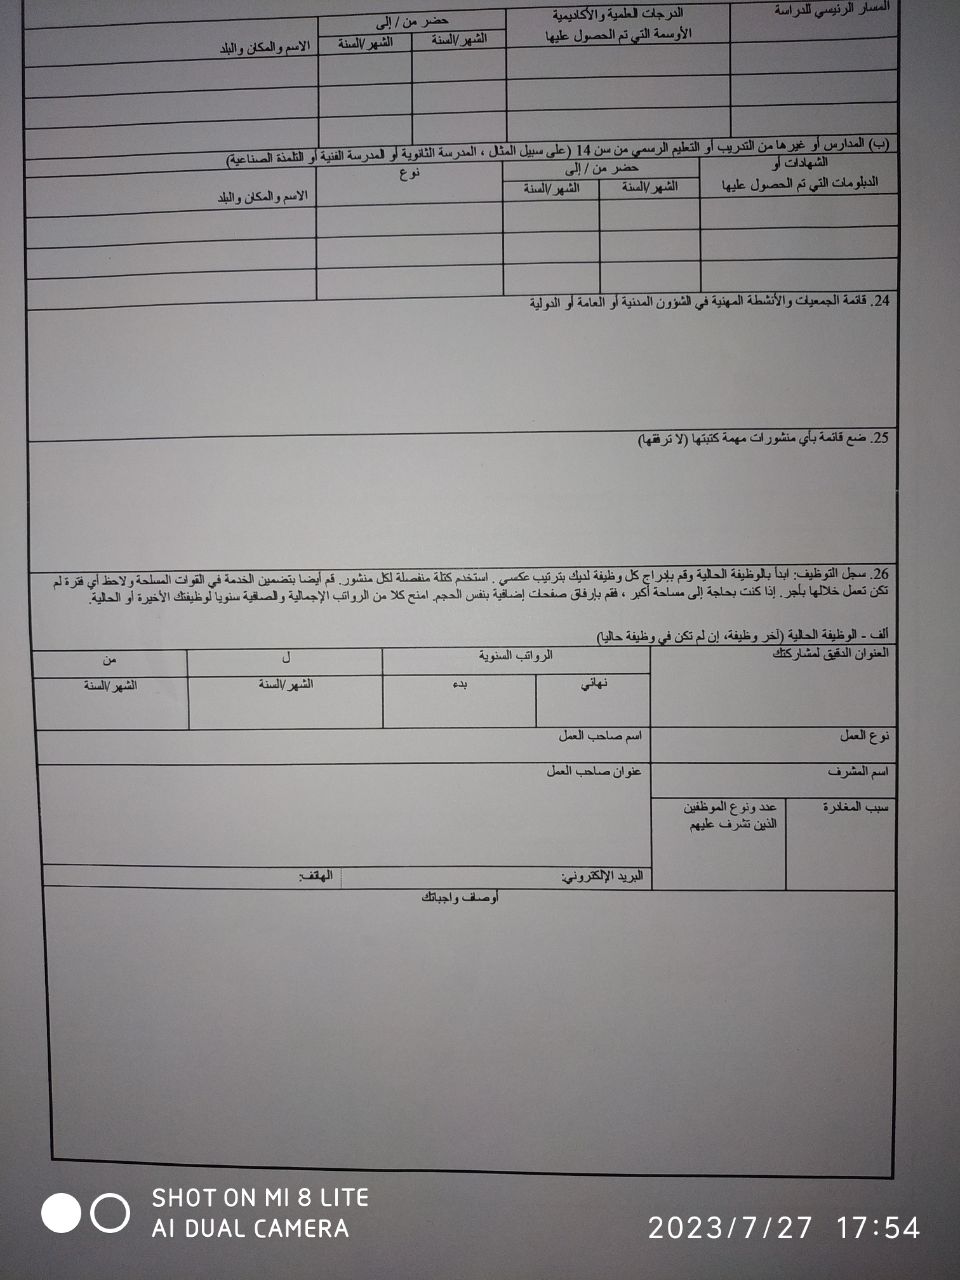 المسار الرئيسي للدراسة
الدرجات العلمية والأكاديمية
الأوسمة التي تم الحصول عليها
حضر من / إلى
الشهر/السنة
الشهر/السنة
الاسم والمكان والبلد
(ب) المدارس أو غيرها من التدريب أو التعليم الرسمي من سن 14 (على سبيل المثال ، المدرسة الثانوية أو المدرسة الفنية أو التلمذة الصناعية)
الشهادات أو
الدبلومات التي تم الحصول عليها
حضر من / إلى
الشهر/السنة
الشهر/السنة
نوع
الاسم والمكان والبلد
24. قائمة الجمعيات والأنشطة المهنية في الشؤون المدنية أو العامة أو الدولية
25. ضع قائمة بأي منشورات مهمة كتبتها (لا ترفقها)
26. سجل التوظيف: ابدأ بالوظيفة الحالية وقم بإدراج كل وظيفة لديك بترتيب عكسي . استخدم كتلة منفصلة لكل منشور. قم أيضا بتضمين الخدمة في القوات المسلحة ولاحظ أي فترة لم
تكن تعمل خلالها بأجر . إذا كنت بحاجة إلى مساحة أكبر ، فقم بإرفاق صفحات إضافية بنفس الحجم. امنح كلا من الرواتب الإجمالية والصافية سنويا لوظيفتك الأخيرة أو الحالية.
ألف - الوظيفة الحالية (آخر وظيفة، إن لم تكن في وظيفة حاليا)
العنوان الدقيق لمشاركتك
الرواتب السنوية
ل
من
نهائي
بدء
الشهر/السنة
الشهر/السنة
نوع العمل
اسم صاحب العمل
اسم المشرف
عنوان صاحب العمل
سبب المغادرة
عدد ونوع الموظفين
الذين تشرف عليهم
البريد الإلكتروني:
الهاتف:
أوصاف واجباتك
SHOT ON MI 8 LITE
AI DUAL CAMERA
2023/7/27 17:54